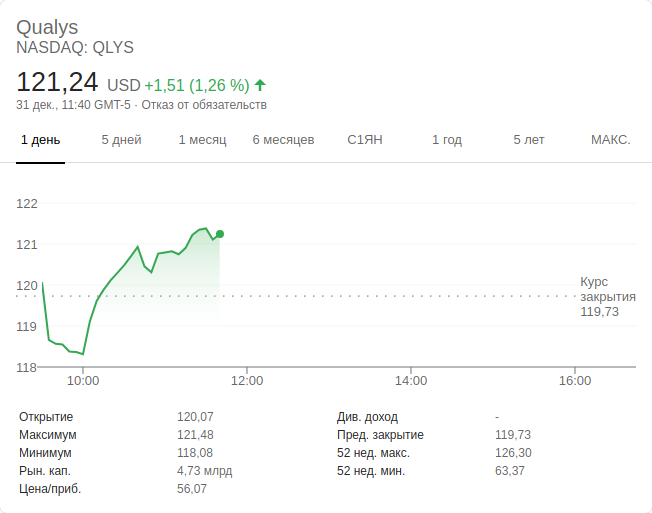 Qualys
NASDAQ: QLYS
121,24 USD +1,51 (1,26 %)
31 дек., 11:40 GMT-5 · Отказ от обязательств
1 день 5 дней 1 месяц 6 месяцев С1ЯН 1 год 5 лет МАКС.
122
121
120
119
118
Курс
закрытия
119,73
10:00 12:00 14:00 16:00
Открытие 120,07 Див. доход -
Максимум 121,48 Пред. закрытие 119,73
Минимум 118,08 52 нед. макс. 126,30
Рын. кап. 4,73 млрд 52 нед. мин. 63,37
Цена/приб. 56,07